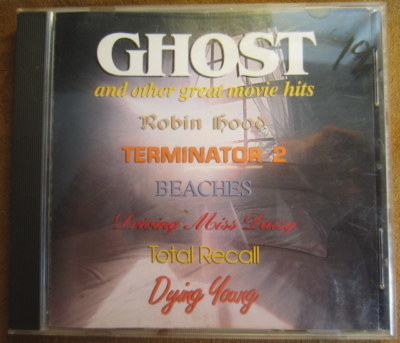 GHOST
and other great movie hits
Robin Hood
TERMINATOR 2
BEACHES
Driving Miss Daisy
Total Recall
Dying Young